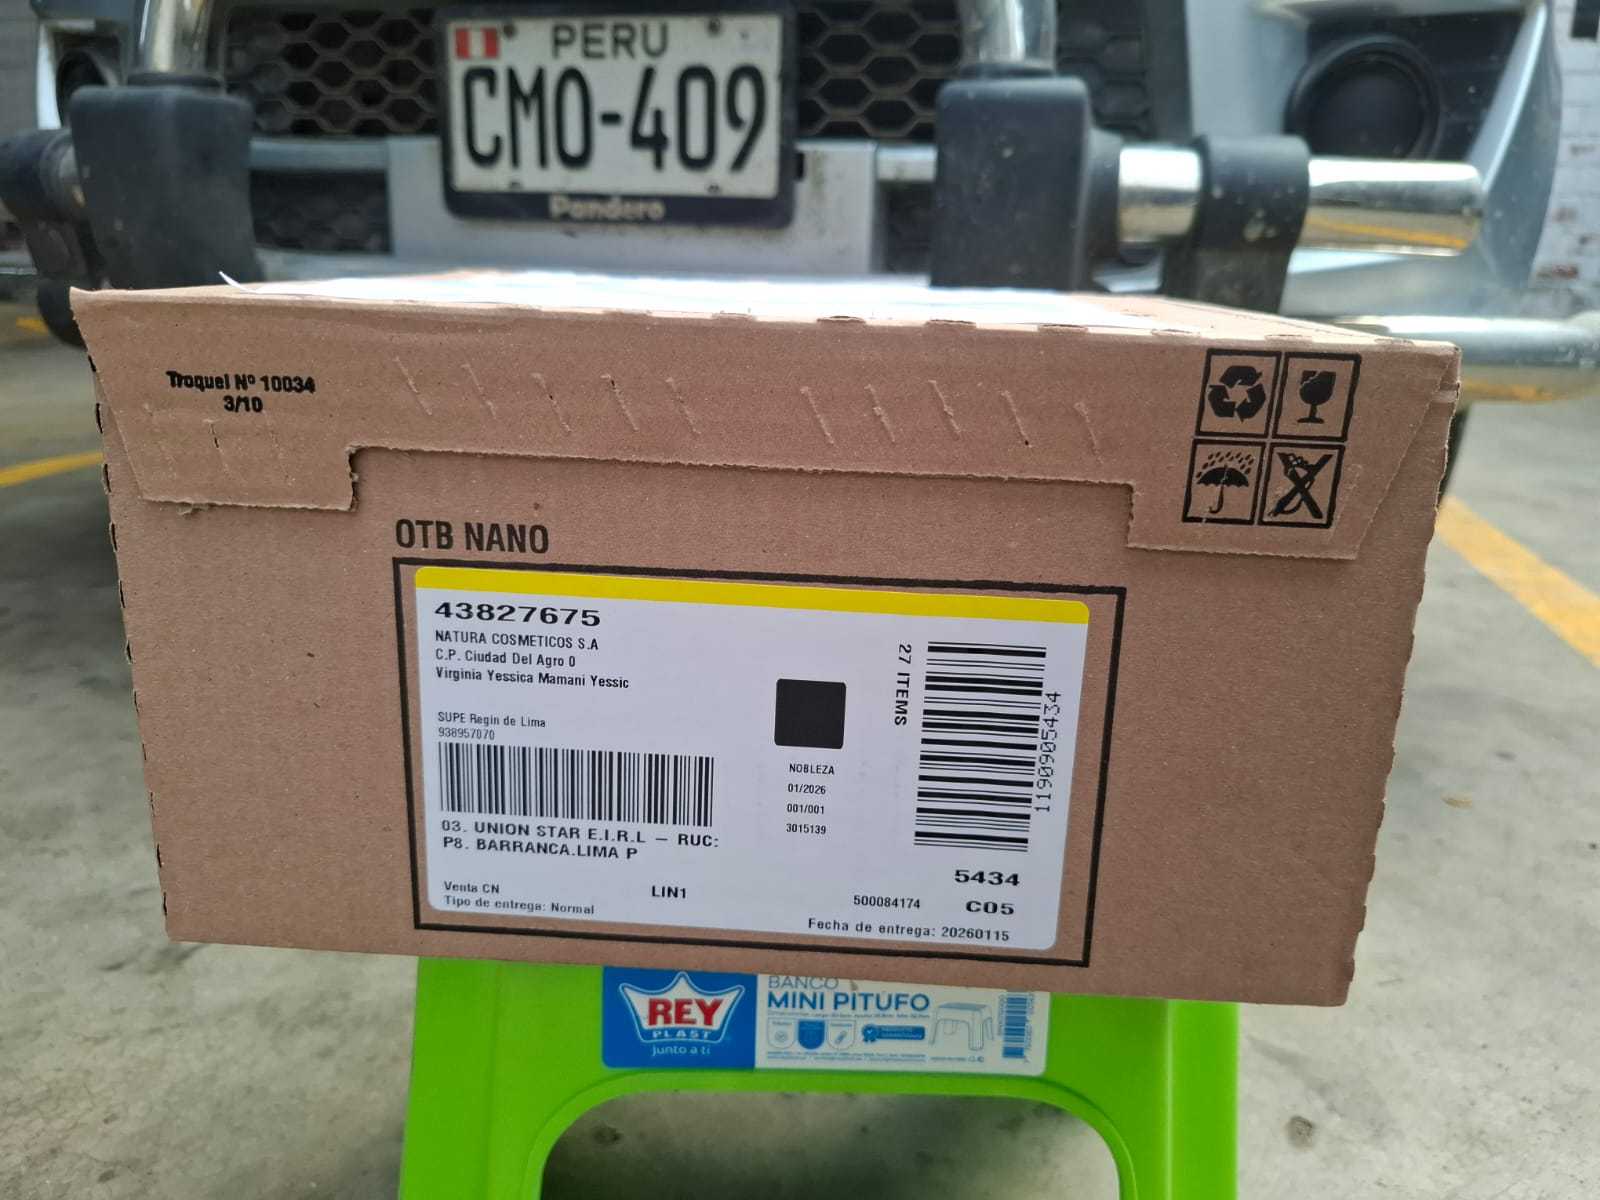 PERU
CMO-409
Pandero
Troquel Nº 10034
3/10
OTB NANO
43827675
NATURA COSMETICOS S.A
C.P. Ciudad Del Agro 0
Virginia Yessica Mamani Yessic
SUPE Regin de Lima
938957070
03. UNION STAR E.I.R.L – RUC:
P8. BARRANCA.LIMA P
Venta CN
Tipo de entrega: Normal
LIN1
NOBLEZA
01/2026
001/001
3015139
27 ITEMS
119090905434
5434
500084174
C05
Fecha de entrega: 20260115
REY
PLAST
junto a ti
BANCO
MINI PITUFO